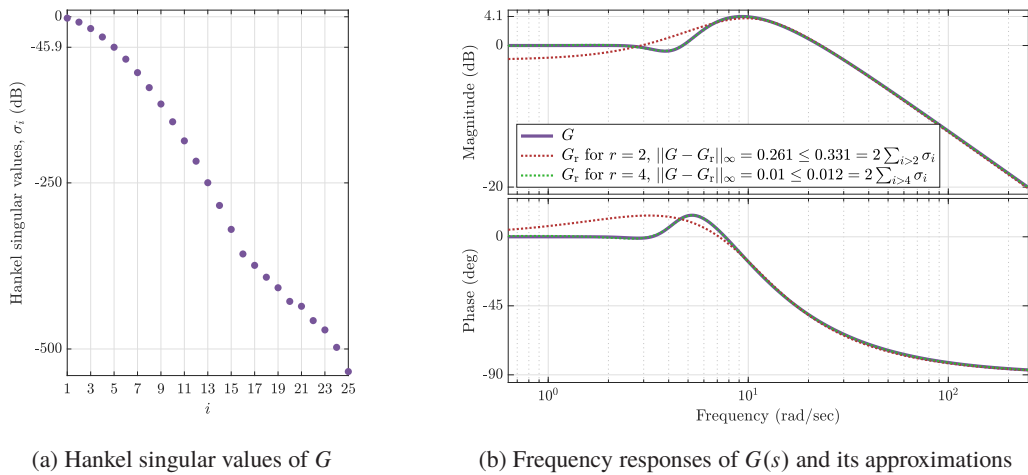 0
-45.9
-250
-500
Hankel singular values, σ_i (dB)
1 3 5 7 9 11 13 15 17 19 21 23 25
i
(a) Hankel singular values of G
4.1
0
-20
Magnitude (dB)
G
G_r for r = 2, ||G − G_r||_∞ = 0.261 ≤ 0.331 = 2 ∑_{i>2} σ_i
G_r for r = 4, ||G − G_r||_∞ = 0.01 ≤ 0.012 = 2 ∑_{i>4} σ_i
0
-45
-90
Phase (deg)
10^0 10^1 10^2
Frequency (rad/sec)
(b) Frequency responses of G(s) and its approximations